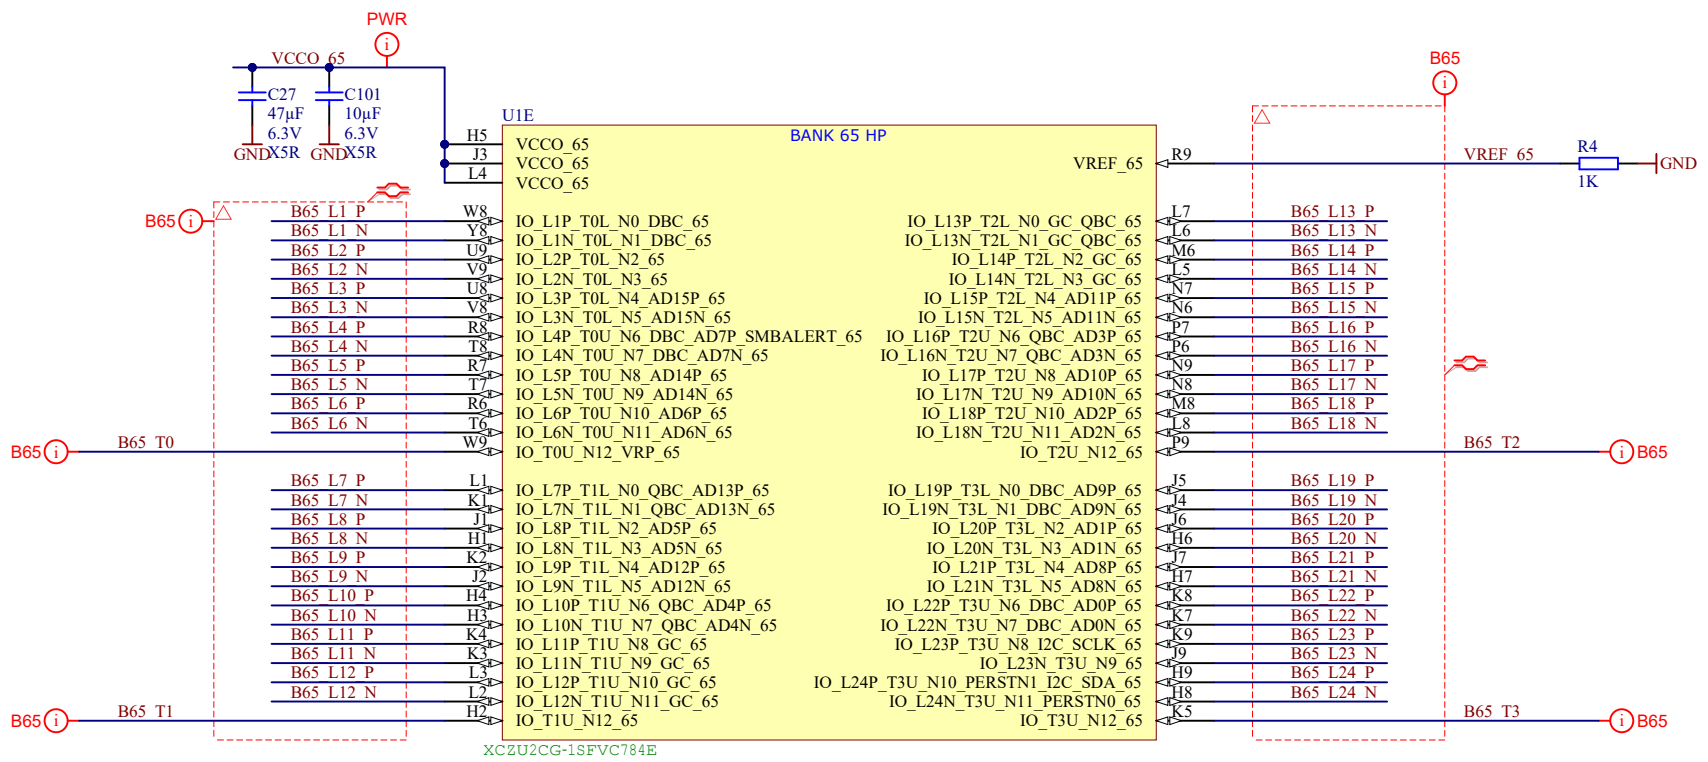 PWR
VCCO_65
C27
47µF
6.3V
X5R
GND
C101
10µF
6.3V
X5R
GND
U1E
BANK 65 HP
H5 VCCO_65
J3 VCCO_65
L4 VCCO_65
B65
B65_L1_P W8 IO_L1P_T0L_N0_DBC_65
B65_L1_N Y8 IO_L1N_T0L_N1_DBC_65
B65_L2_P U9 IO_L2P_T0L_N2_65
B65_L2_N V9 IO_L2N_T0L_N3_65
B65_L3_P U8 IO_L3P_T0L_N4_AD15P_65
B65_L3_N V8 IO_L3N_T0L_N5_AD15N_65
B65_L4_P R8 IO_L4P_T0U_N6_DBC_AD7P_SMBALERT_65
B65_L4_N T8 IO_L4N_T0U_N7_DBC_AD7N_65
B65_L5_P R7 IO_L5P_T0U_N8_AD14P_65
B65_L5_N T7 IO_L5N_T0U_N9_AD14N_65
B65_L6_P R6 IO_L6P_T0U_N10_AD6P_65
B65_L6_N T6 IO_L6N_T0U_N11_AD6N_65
B65 B65_T0 W9 IO_T0U_N12_VRP_65
B65_L7_P L1 IO_L7P_T1L_N0_QBC_AD13P_65
B65_L7_N K1 IO_L7N_T1L_N1_QBC_AD13N_65
B65_L8_P J1 IO_L8P_T1L_N2_AD5P_65
B65_L8_N H1 IO_L8N_T1L_N3_AD5N_65
B65_L9_P K2 IO_L9P_T1L_N4_AD12P_65
B65_L9_N J2 IO_L9N_T1L_N5_AD12N_65
B65_L10_P H4 IO_L10P_T1U_N6_QBC_AD4P_65
B65_L10_N H3 IO_L10N_T1U_N7_QBC_AD4N_65
B65_L11_P K4 IO_L11P_T1U_N8_GC_65
B65_L11_N K3 IO_L11N_T1U_N9_GC_65
B65_L12_P L3 IO_L12P_T1U_N10_GC_65
B65_L12_N L2 IO_L12N_T1U_N11_GC_65
B65 B65_T1 H2 IO_T1U_N12_65
B65
VREF_65 R9 VREF_65 R4 GND
1K
IO_L13P_T2L_N0_GC_QBC_65 L7 B65_L13_P
IO_L13N_T2L_N1_GC_QBC_65 L6 B65_L13_N
IO_L14P_T2L_N2_GC_65 M6 B65_L14_P
IO_L14N_T2L_N3_GC_65 L5 B65_L14_N
IO_L15P_T2L_N4_AD11P_65 N7 B65_L15_P
IO_L15N_T2L_N5_AD11N_65 N6 B65_L15_N
IO_L16P_T2U_N6_QBC_AD3P_65 P7 B65_L16_P
IO_L16N_T2U_N7_QBC_AD3N_65 P6 B65_L16_N
IO_L17P_T2U_N8_AD10P_65 N9 B65_L17_P
IO_L17N_T2U_N9_AD10N_65 N8 B65_L17_N
IO_L18P_T2U_N10_AD2P_65 M8 B65_L18_P
IO_L18N_T2U_N11_AD2N_65 L8 B65_L18_N
IO_T2U_N12_65 P9 B65_T2 B65
IO_L19P_T3L_N0_DBC_AD9P_65 J5 B65_L19_P
IO_L19N_T3L_N1_DBC_AD9N_65 J4 B65_L19_N
IO_L20P_T3L_N2_AD1P_65 J6 B65_L20_P
IO_L20N_T3L_N3_AD1N_65 H6 B65_L20_N
IO_L21P_T3L_N4_AD8P_65 J7 B65_L21_P
IO_L21N_T3L_N5_AD8N_65 H7 B65_L21_N
IO_L22P_T3U_N6_DBC_AD0P_65 K8 B65_L22_P
IO_L22N_T3U_N7_DBC_AD0N_65 K7 B65_L22_N
IO_L23P_T3U_N8_I2C_SCLK_65 K9 B65_L23_P
IO_L23N_T3U_N9_65 J9 B65_L23_N
IO_L24P_T3U_N10_PERSTN1_I2C_SDA_65 H9 B65_L24_P
IO_L24N_T3U_N11_PERSTN0_65 H8 B65_L24_N
IO_T3U_N12_65 K5 B65_T3 B65
XCZU2CG-1SFVC784E